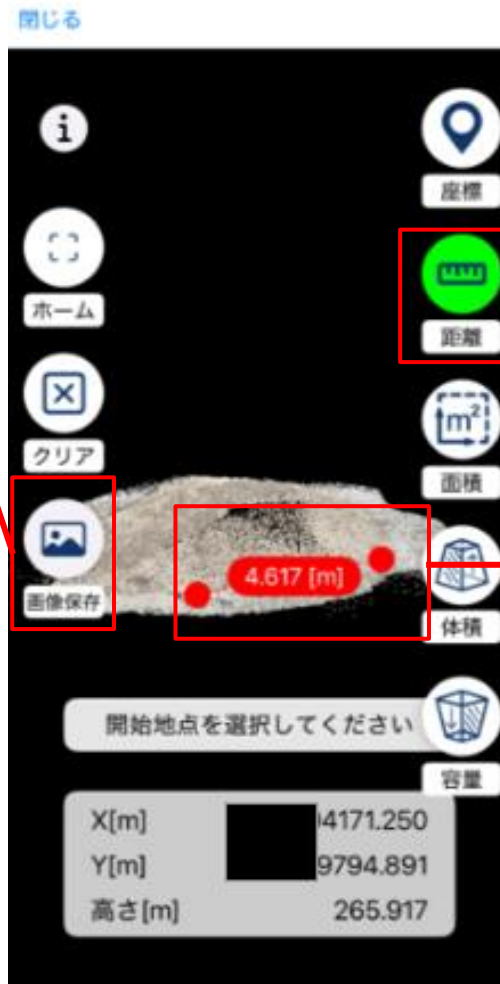 閉じる
i
座標
ホーム
距離
クリア
m²
面積
画像保存
4.617 [m]
体積
開始地点を選択してください
容量
X[m] 4171.250
Y[m] 9794.891
高さ[m] 265.917